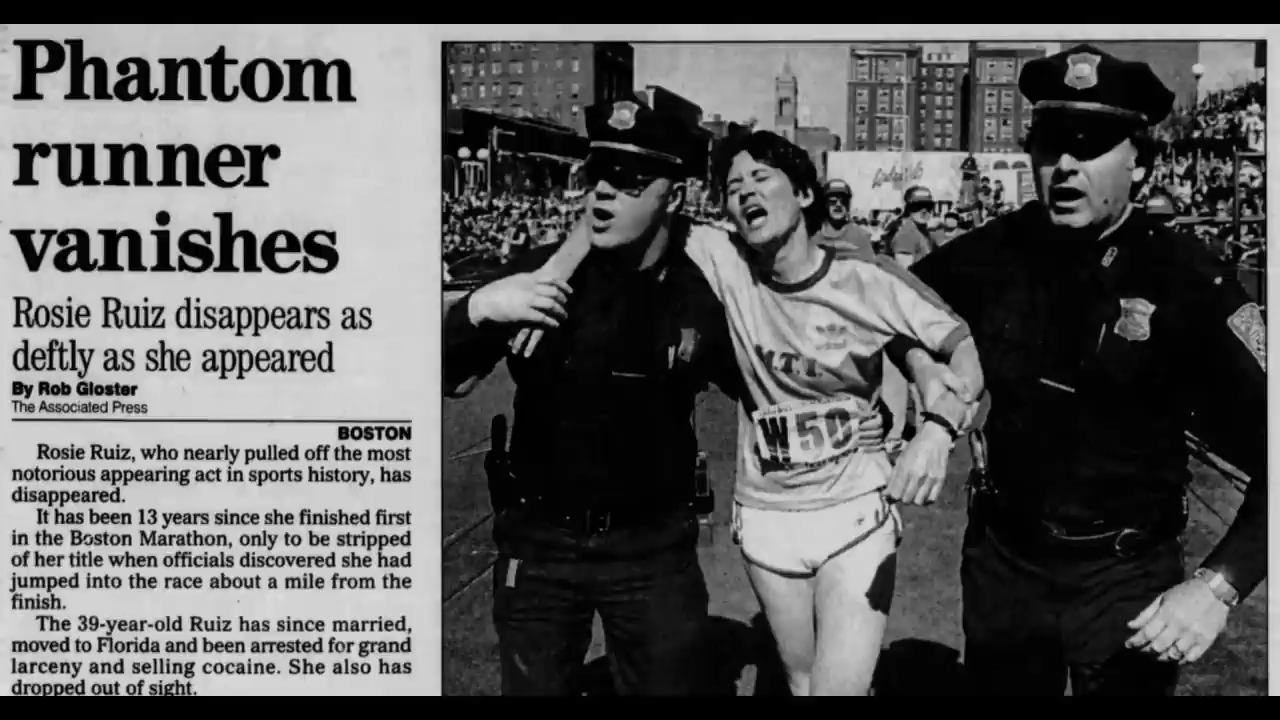 Phantom
runner
vanishes
Rosie Ruiz disappears as
deftly as she appeared
By Rob Gloster
The Associated Press
BOSTON
Rosie Ruiz, who nearly pulled off the most
notorious appearing act in sports history, has
disappeared.
It has been 13 years since she finished first
in the Boston Marathon, only to be stripped
of her title when officials discovered she had
jumped into the race about a mile from the
finish.
The 39-year-old Ruiz has since married,
moved to Florida and been arrested for grand
larceny and selling cocaine. She also has
dropped out of sight.
M.T.I.
W50